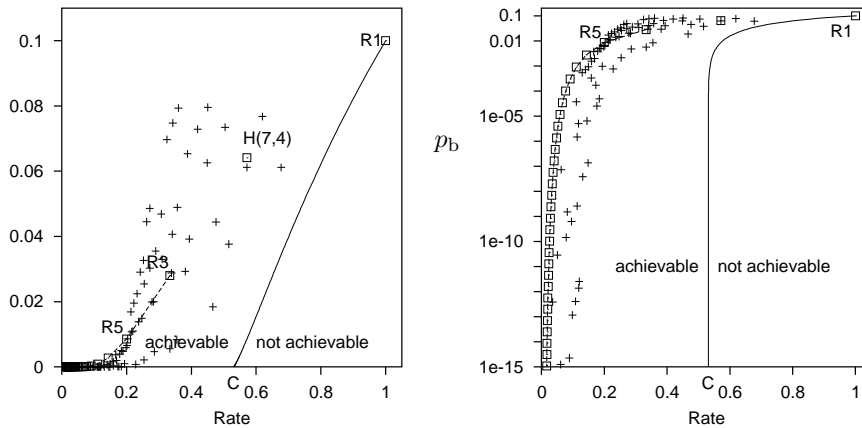 0.1
R1
0.08
H(7,4)
0.06
0.04
R3
0.02
R5
achievable
not achievable
0
0
0.2
0.4
C
0.6
0.8
1
Rate
p_b
0.1
R5
R1
0.01
1e-05
1e-10
achievable
not achievable
1e-15
0
0.2
0.4
C
0.6
0.8
1
Rate